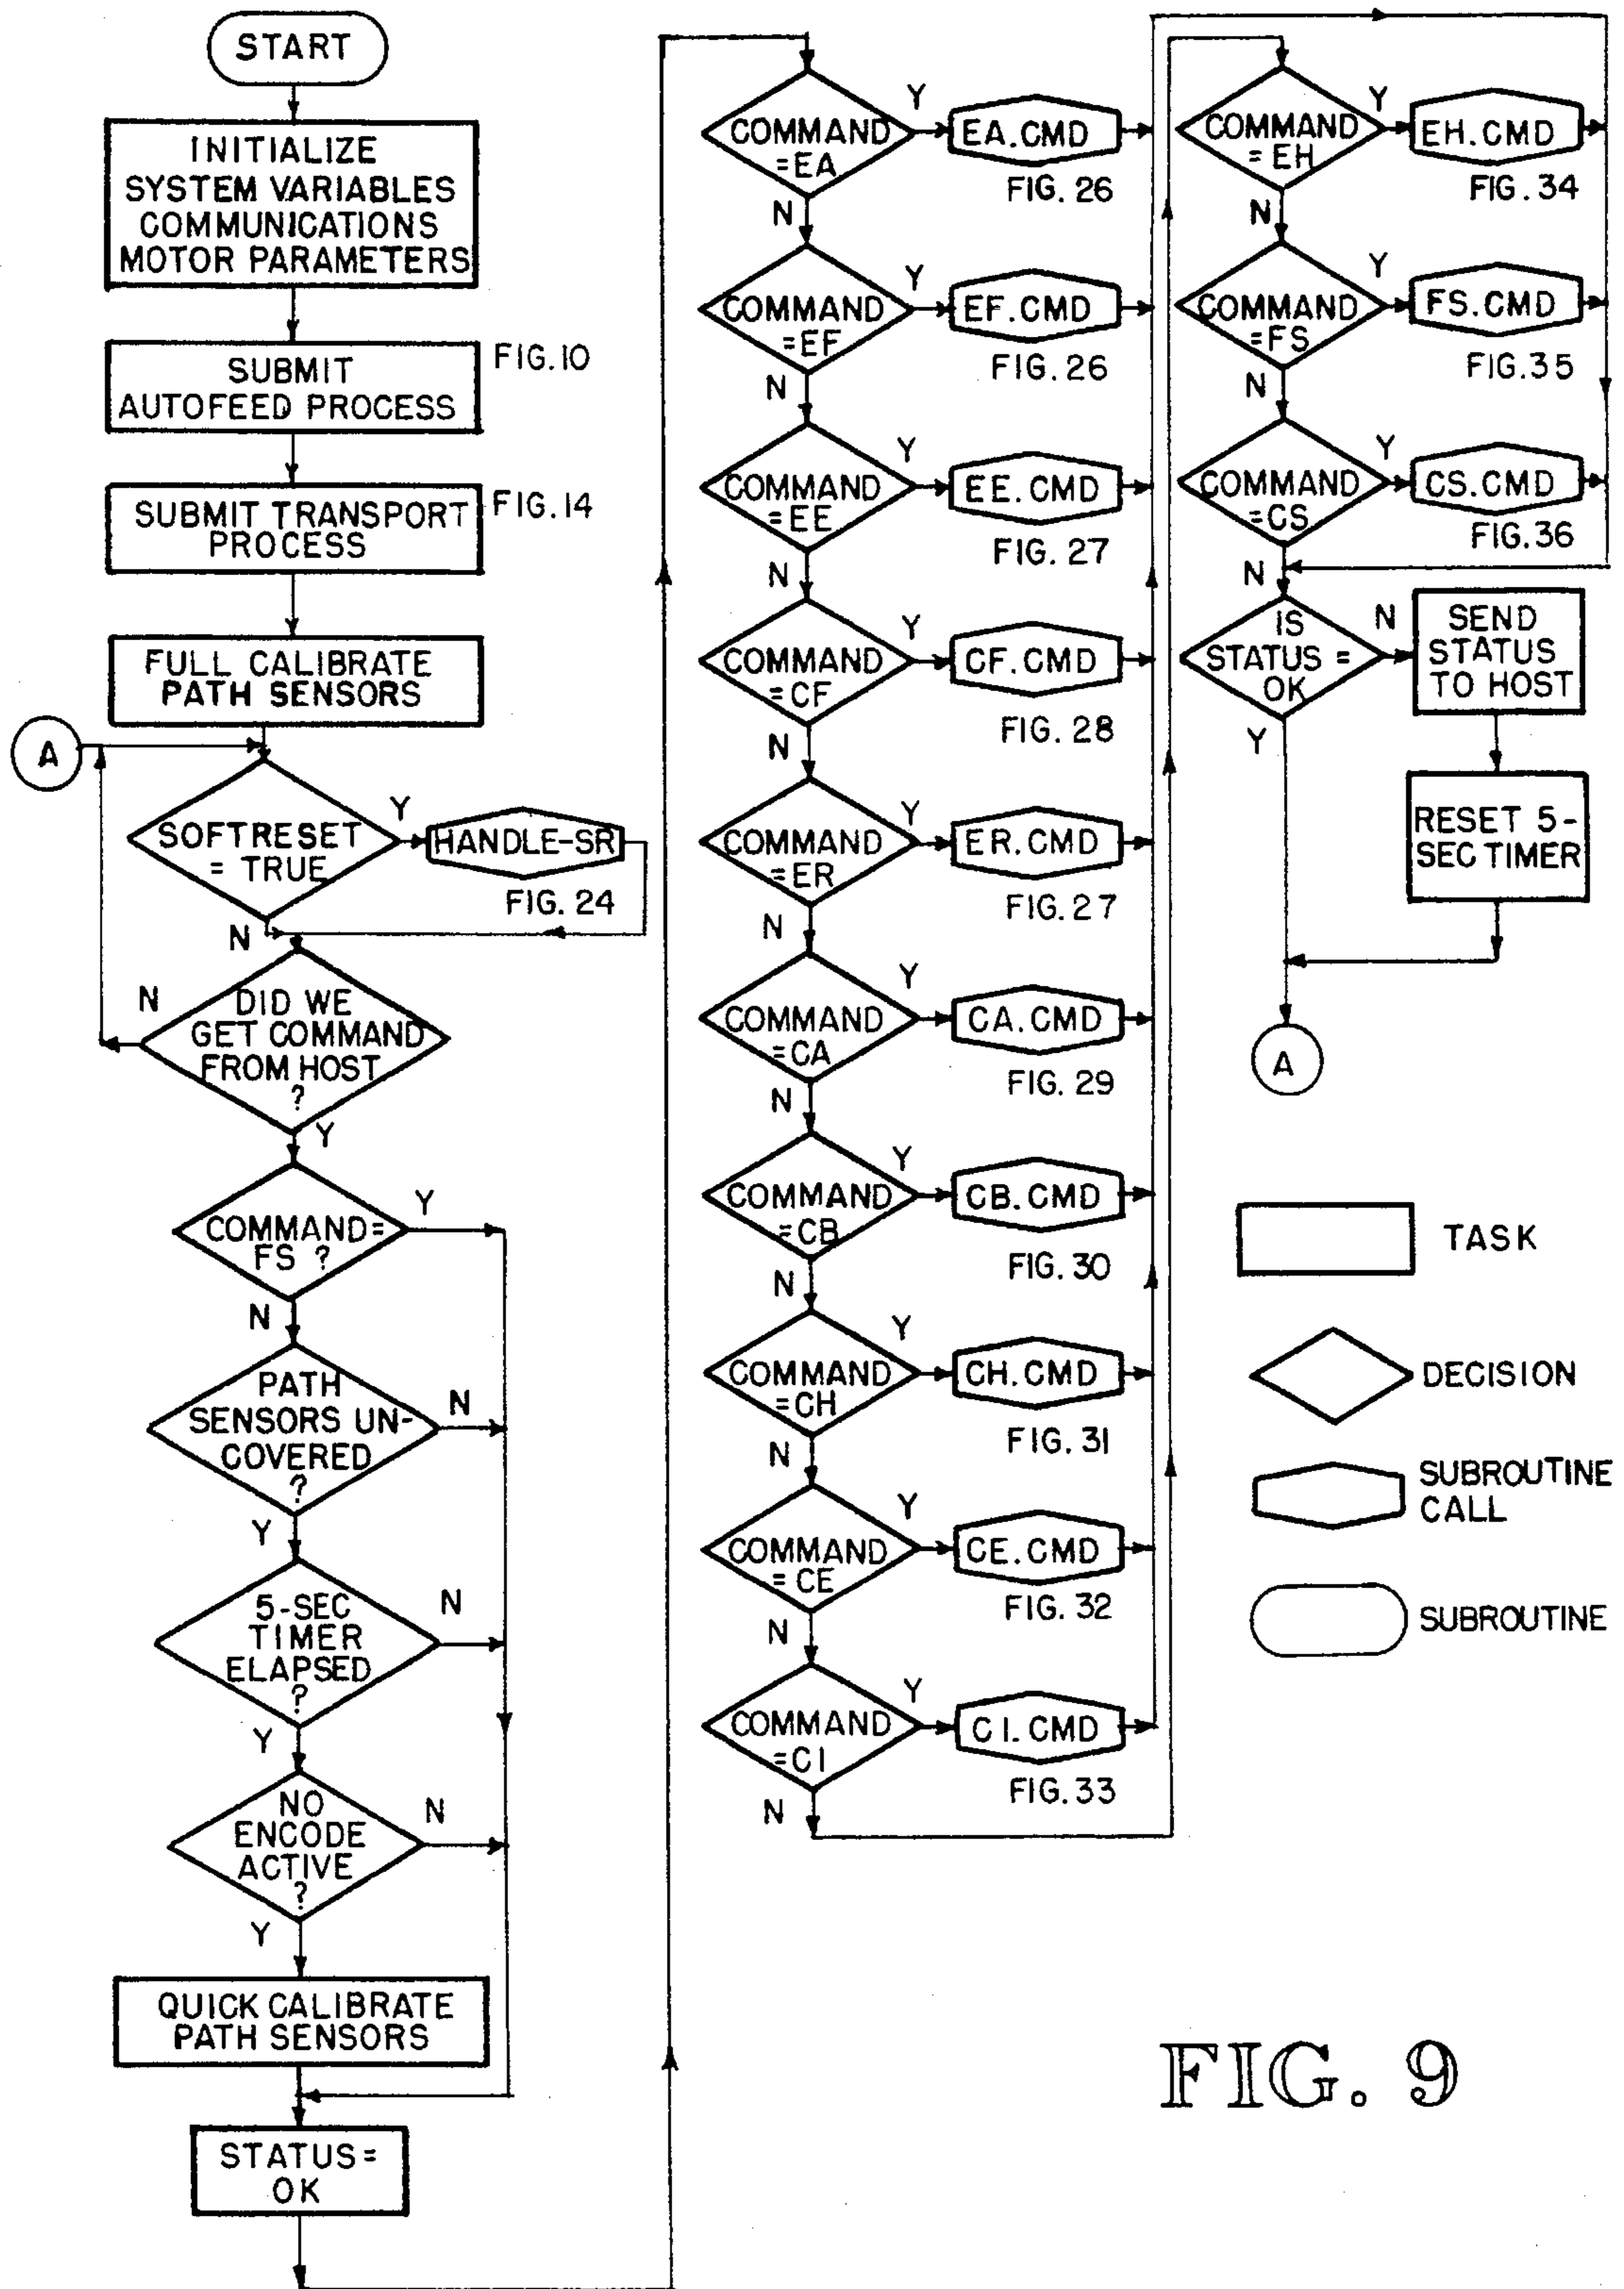 START
INITIALIZE
SYSTEM VARIABLES
COMMUNICATIONS
MOTOR PARAMETERS
SUBMIT
AUTOFEED PROCESS
FIG.10
SUBMIT TRANSPORT
PROCESS
FIG.14
FULL CALIBRATE
PATH SENSORS
A
SOFTRESET
= TRUE
Y
HANDLE-SR
FIG. 24
N
DID WE
GET COMMAND
FROM HOST
?
N
Y
COMMAND=
FS ?
Y
N
PATH
SENSORS UN-
COVERED
?
N
Y
5-SEC
TIMER
ELAPSED
?
N
Y
NO
ENCODE
ACTIVE
?
N
Y
QUICK CALIBRATE
PATH SENSORS
STATUS=
OK
COMMAND
=EA
Y
EA.CMD
FIG. 26
N
COMMAND
=EF
Y
EF.CMD
FIG. 26
N
COMMAND
=EE
Y
EE.CMD
FIG. 27
N
COMMAND
=CF
Y
CF.CMD
FIG. 28
N
COMMAND
=ER
Y
ER.CMD
FIG. 27
N
COMMAND
=CA
Y
CA.CMD
FIG. 29
N
COMMAND
=CB
Y
CB.CMD
FIG. 30
N
COMMAND
=CH
Y
CH.CMD
FIG. 31
N
COMMAND
=CE
Y
CE.CMD
FIG. 32
N
COMMAND
=CI
Y
CI.CMD
FIG. 33
N
COMMAND
=EH
Y
EH.CMD
FIG. 34
N
COMMAND
=FS
Y
FS.CMD
FIG.35
N
COMMAND
=CS
Y
CS.CMD
FIG.36
N
IS
STATUS =
OK
N
SEND
STATUS
TO HOST
Y
RESET 5-
SEC TIMER
A
TASK
DECISION
SUBROUTINE
CALL
SUBROUTINE
FIG. 9